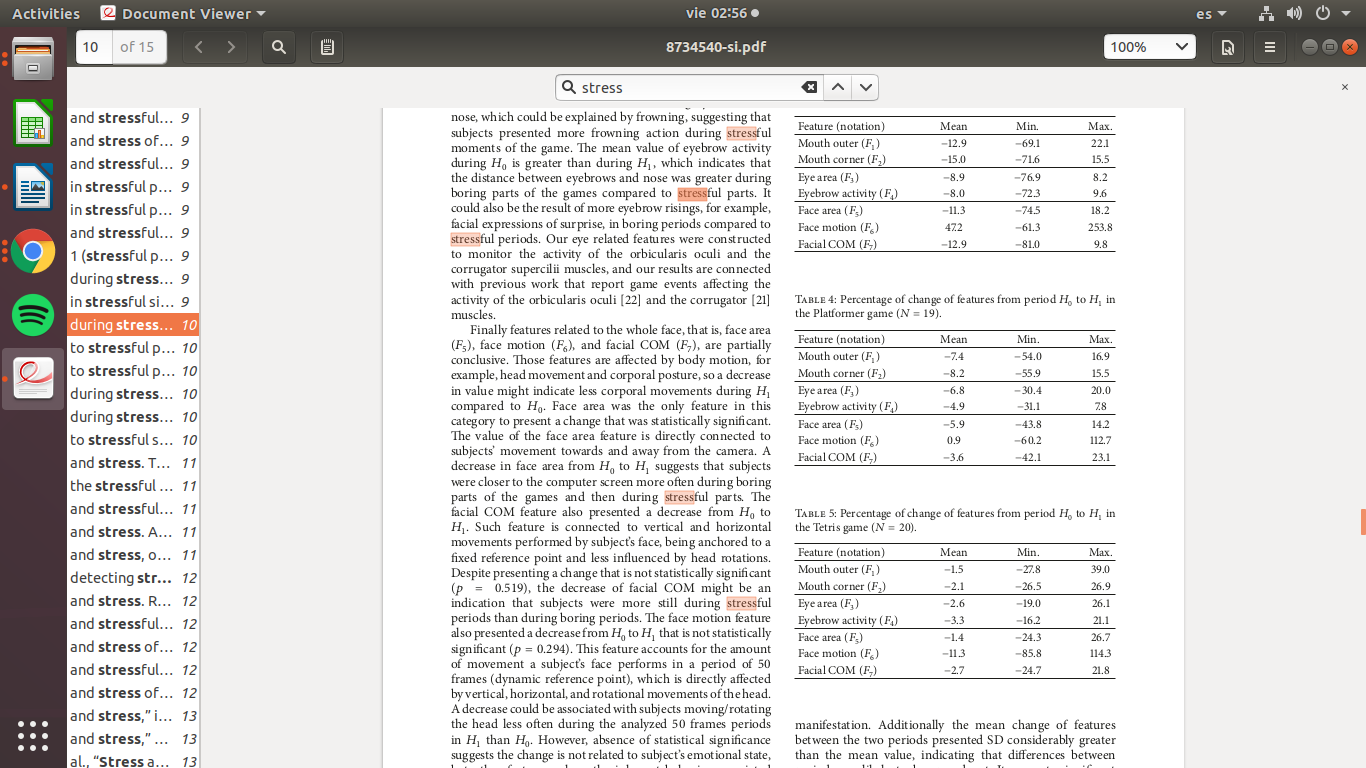 Activities
Document Viewer
vie 02:56
es
10
of 15
8734540-si.pdf
100%
stress
and stressful... 9
and stress of... 9
and stressful... 9
in stressful p... 9
in stressful p... 9
and stressful... 9
1 (stressful p... 9
during stress... 9
in stressful si... 9
during stress... 10
to stressful p... 10
to stressful p... 10
during stress... 10
during stress... 10
to stressful s... 10
and stress. T... 11
the stressful ... 11
and stressful... 11
and stress. A... 11
and stress, o... 11
detecting str... 12
and stress. R... 12
and stressful... 12
and stress of... 12
and stressful... 12
and stress of... 12
and stress,” i... 13
and stress,” ... 13
al., “Stress a... 13
nose, which could be explained by frowning, suggesting that
subjects presented more frowning action during stressful
moments of the game. The mean value of eyebrow activity
during H0 is greater than during H1, which indicates that
the distance between eyebrows and nose was greater during
boring parts of the games compared to stressful parts. It
could also be the result of more eyebrow risings, for example,
facial expressions of surprise, in boring periods compared to
stressful periods. Our eye related features were constructed
to monitor the activity of the orbicularis oculi and the
corrugator supercilii muscles, and our results are connected
with previous work that report game events affecting the
activity of the orbicularis oculi [22] and the corrugator [21]
muscles.
Finally features related to the whole face, that is, face area
(F5), face motion (F6), and facial COM (F7), are partially
conclusive. Those features are affected by body motion, for
example, head movement and corporal posture, so a decrease
in value might indicate less corporal movements during H1
compared to H0. Face area was the only feature in this
category to present a change that was statistically significant.
The value of the face area feature is directly connected to
subjects’ movement towards and away from the camera. A
decrease in face area from H0 to H1 suggests that subjects
were closer to the computer screen more often during boring
parts of the games and then during stressful parts. The
facial COM feature also presented a decrease from H0 to
H1. Such feature is connected to vertical and horizontal
movements performed by subject’s face, being anchored to a
fixed reference point and less influenced by head rotations.
Despite presenting a change that is not statistically significant
(p = 0.519), the decrease of facial COM might be an
indication that subjects were more still during stressful
periods than during boring periods. The face motion feature
also presented a decrease from H0 to H1 that is not statistically
significant (p = 0.294). This feature accounts for the amount
of movement a subject’s face performs in a period of 50
frames (dynamic reference point), which is directly affected
by vertical, horizontal, and rotational movements of the head.
A decrease could be associated with subjects moving/rotating
the head less often during the analyzed 50 frames periods
in H1 than H0. However, absence of statistical significance
suggests the change is not related to subject’s emotional state,
Feature (notation) Mean Min. Max.
Mouth outer (F1) −12.9 −69.1 22.1
Mouth corner (F2) −15.0 −71.6 15.5
Eye area (F3) −8.9 −76.9 8.2
Eyebrow activity (F4) −8.0 −72.3 9.6
Face area (F5) −11.3 −74.5 18.2
Face motion (F6) 47.2 −61.3 253.8
Facial COM (F7) −12.9 −81.0 9.8
Table 4: Percentage of change of features from period H0 to H1 in
the Platformer game (N = 19).
Feature (notation) Mean Min. Max.
Mouth outer (F1) −7.4 −54.0 16.9
Mouth corner (F2) −8.2 −55.9 15.5
Eye area (F3) −6.8 −30.4 20.0
Eyebrow activity (F4) −4.9 −31.1 7.8
Face area (F5) −5.9 −43.8 14.2
Face motion (F6) 0.9 −60.2 112.7
Facial COM (F7) −3.6 −42.1 23.1
Table 5: Percentage of change of features from period H0 to H1 in
the Tetris game (N = 20).
Feature (notation) Mean Min. Max.
Mouth outer (F1) −1.5 −27.8 39.0
Mouth corner (F2) −2.1 −26.5 26.9
Eye area (F3) −2.6 −19.0 26.1
Eyebrow activity (F4) −3.3 −16.2 21.1
Face area (F5) −1.4 −24.3 26.7
Face motion (F6) −11.3 −85.8 114.3
Facial COM (F7) −2.7 −24.7 21.8
manifestation. Additionally the mean change of features
between the two periods presented SD considerably greater
than the mean value, indicating that differences between